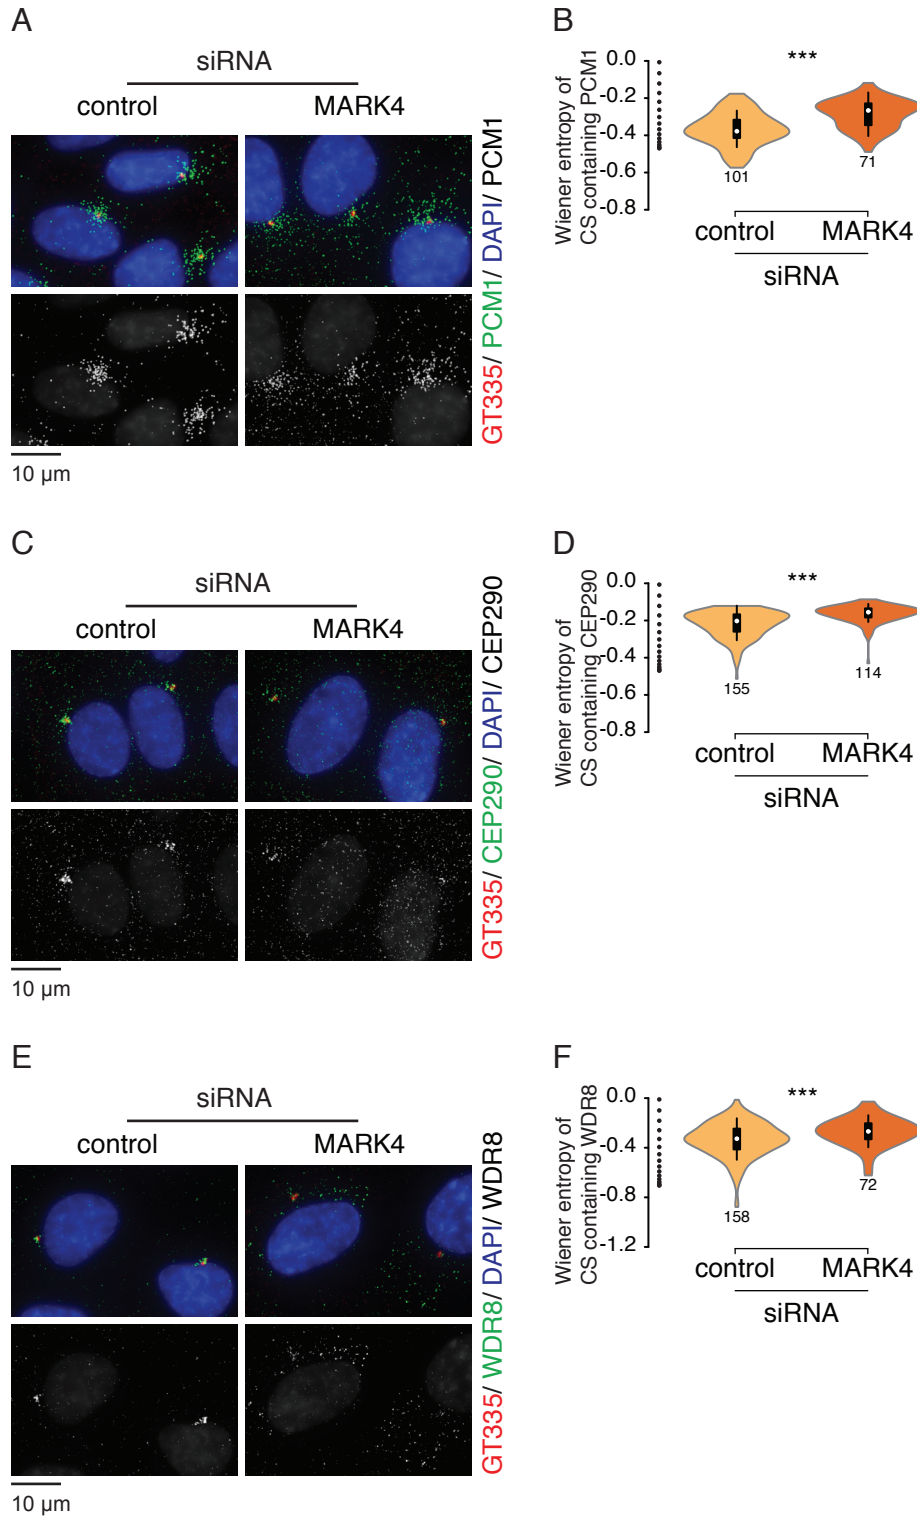 A
siRNA
control
MARK4
GT335/ PCM1/ DAPI/ PCM1
10 µm
B
Wiener entropy of
CS containing PCM1
0.0
-0.2
-0.4
-0.6
-0.8
***
101
71
control
MARK4
siRNA
C
siRNA
control
MARK4
GT335/ CEP290/ DAPI/ CEP290
10 µm
D
Wiener entropy of
CS containing CEP290
0.0
-0.2
-0.4
-0.6
-0.8
***
155
114
control
MARK4
siRNA
E
siRNA
control
MARK4
GT335/ WDR8/ DAPI/ WDR8
10 µm
F
Wiener entropy of
CS containing WDR8
0.0
-0.4
-0.8
-1.2
***
158
72
control
MARK4
siRNA